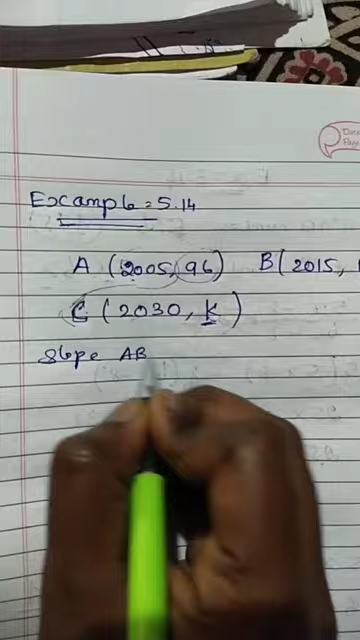 Example = 5.14
A (2005, 96) B(2015,
C (2030, K)
Slope AB